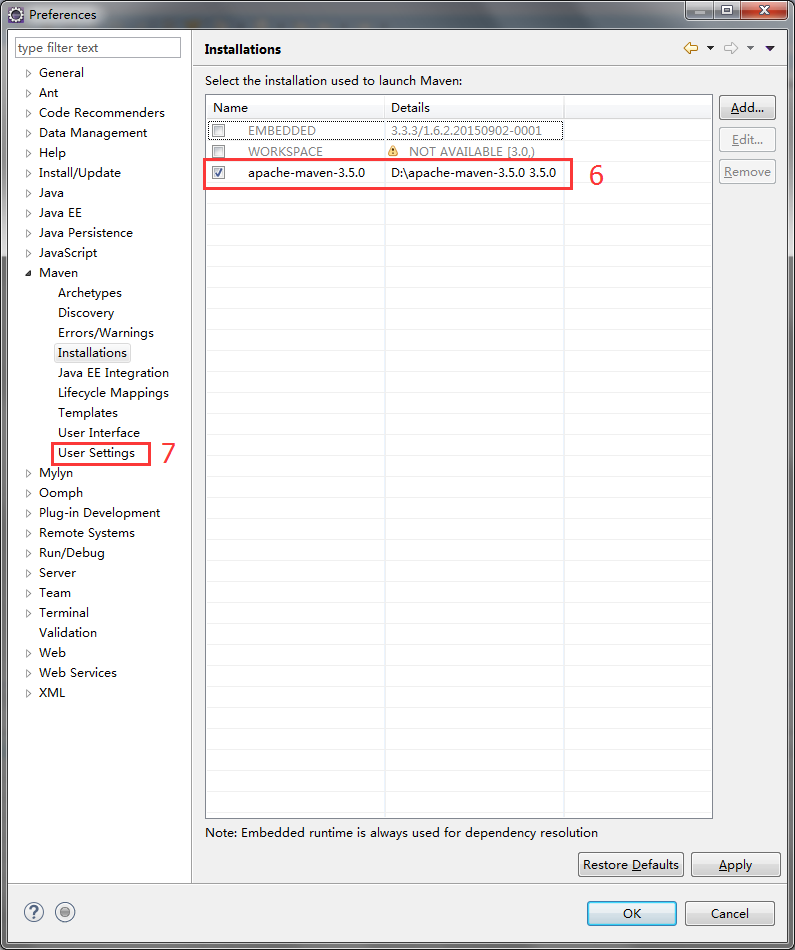 Preferences
type filter text
General
Ant
Code Recommenders
Data Management
Help
Install/Update
Java
Java EE
Java Persistence
JavaScript
Maven
Archetypes
Discovery
Errors/Warnings
Installations
Java EE Integration
Lifecycle Mappings
Templates
User Interface
User Settings 7
Mylyn
Oomph
Plug-in Development
Remote Systems
Run/Debug
Server
Team
Terminal
Validation
Web
Web Services
XML
Installations
Select the installation used to launch Maven:
Name Details
EMBEDDED 3.3.3/1.6.2.20150902-0001
WORKSPACE NOT AVAILABLE [3.0,)
apache-maven-3.5.0 D:\apache-maven-3.5.0 3.5.0 6
Add...
Edit...
Remove
Note: Embedded runtime is always used for dependency resolution
Restore Defaults Apply
? OK Cancel